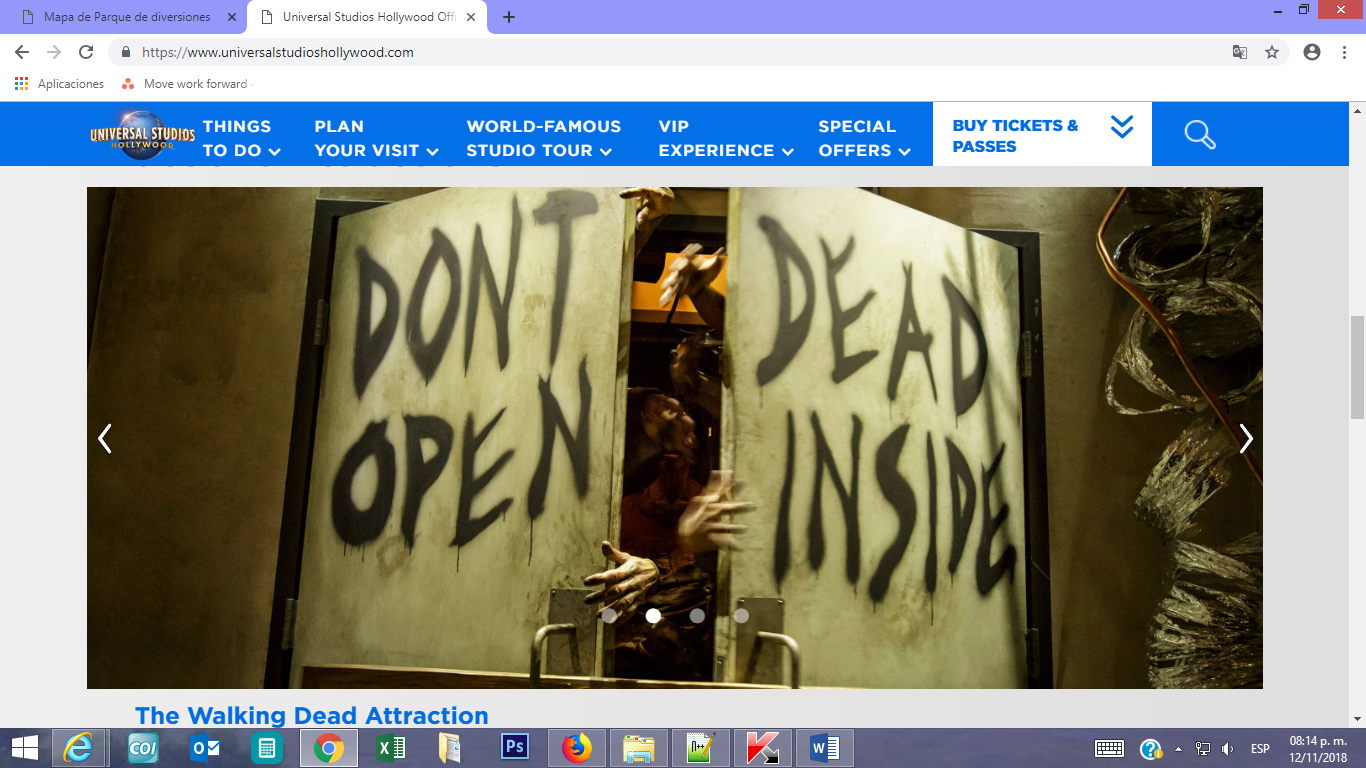 Mapa de Parque de diversiones
Universal Studios Hollywood Offi
https://www.universalstudioshollywood.com
Aplicaciones
Move work forward
UNIVERSAL STUDIOS
HOLLYWOOD
THINGS
TO DO
PLAN
YOUR VISIT
WORLD-FAMOUS
STUDIO TOUR
VIP
EXPERIENCE
SPECIAL
OFFERS
BUY TICKETS &
PASSES
DONT
OPEN
DEAD
INSIDE
The Walking Dead Attraction
COI
Ps
ESP
08:14 p. m.
12/11/2018